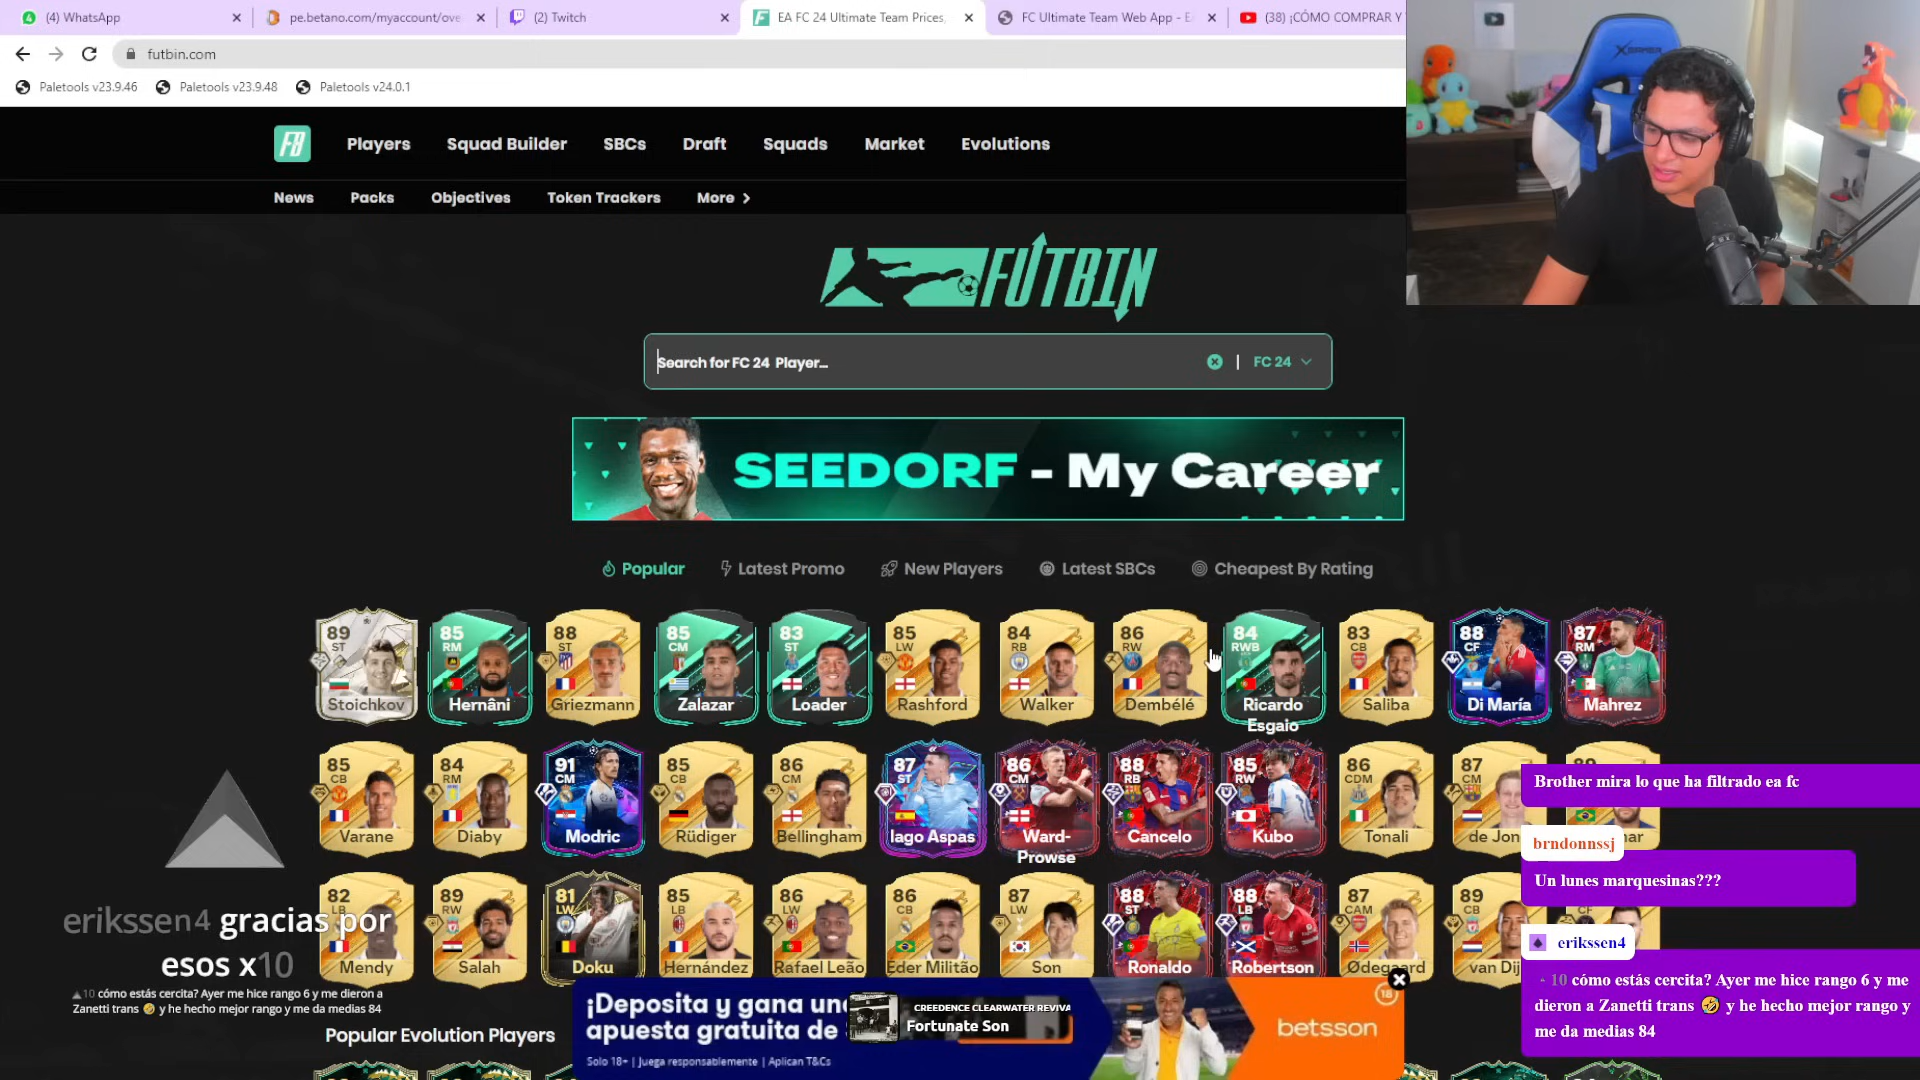 (4) WhatsApp
pe.betano.com/myaccount/ove
(2) Twitch
EA FC 24 Ultimate Team Prices,
FC Ultimate Team Web App - EA
(38) ¡CÓMO COMPRAR Y
futbin.com
Paletools v23.9.46
Paletools v23.9.48
Paletools v24.0.1
XGAMER
FB
Players
Squad Builder
SBCs
Draft
Squads
Market
Evolutions
News
Packs
Objectives
Token Trackers
More
FUTBIN
Search for FC 24 Player...
FC 24
SEEDORF - My Career
Popular
Latest Promo
New Players
Latest SBCs
Cheapest By Rating
89 ST Stoichkov
85 RM Hernâni
88 ST Griezmann
85 CM Zalazar
83 ST Loader
85 LW Rashford
84 RB Walker
86 RW Dembélé
84 RWB Ricardo Esgaio
83 CB Saliba
88 CF Di María
87 RM Mahrez
85 CB Varane
84 RM Diaby
91 CM Modric
85 CB Rüdiger
86 CM Bellingham
87 ST Iago Aspas
86 CM Ward-Prowse
88 RB Cancelo
85 RW Kubo
86 CDM Tonali
87 CM de Jon
mar
82 LB Mendy
89 RW Salah
81 LW Doku
85 LB Hernández
86 LW Rafael Leão
86 CB Eder Militão
87 LW Son
88 ST Ronaldo
88 LB Robertson
87 CAM Ødegaard
89 CB van Dij
CF
Brother mira lo que ha filtrado ea fc
brndonnssj
Un lunes marquesinas???
erikssen4
10 cómo estás cercita? Ayer me hice rango 6 y me
dieron a Zanetti trans 🤣 y he hecho mejor rango y
me da medias 84
erikssen4 gracias por
esos x10
10 cómo estás cercita? Ayer me hice rango 6 y me dieron a
Zanetti trans 🤣 y he hecho mejor rango y me da medias 84
Popular Evolution Players
¡Deposita y gana una
apuesta gratuita de
CREEDENCE CLEARWATER REVIVA
Fortunate Son
Solo 18+ | Juega responsablemente | Aplican T&Cs
betsson
18